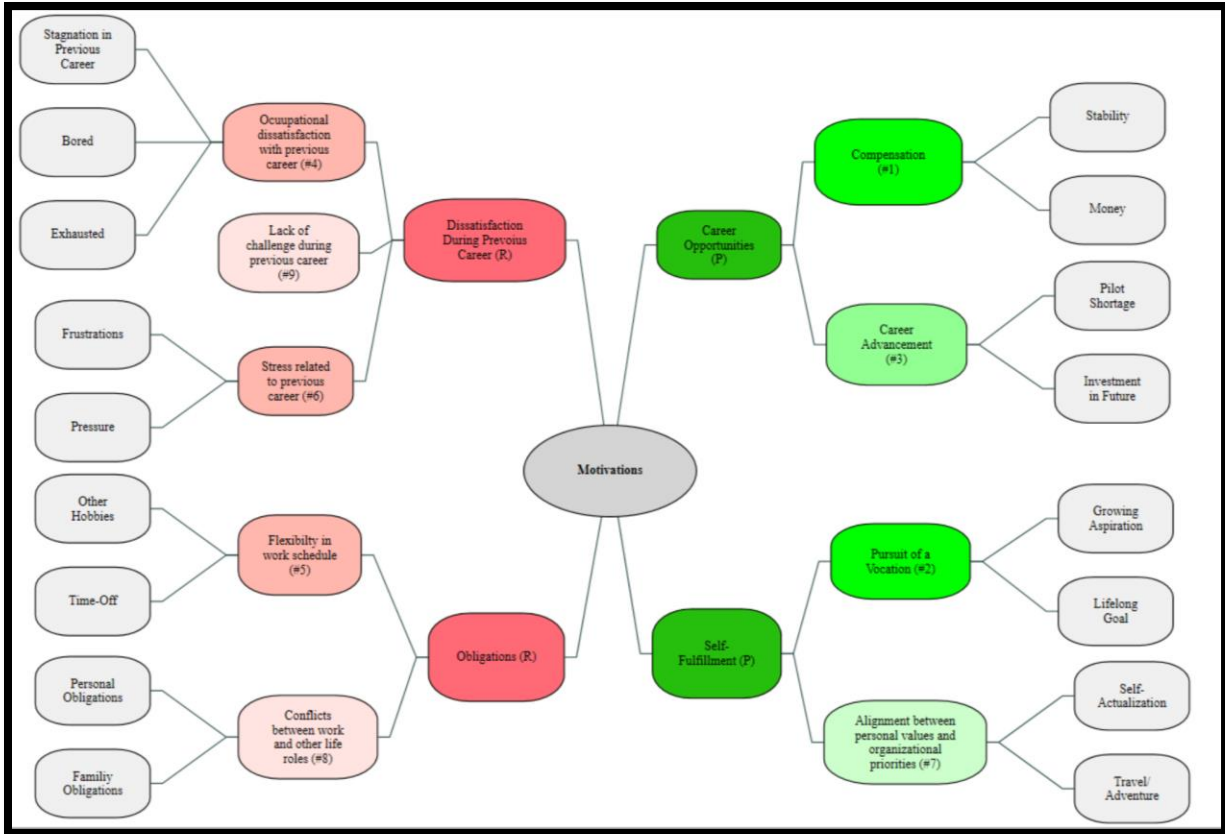 Stagnation in
Previous
Career
Bored
Exhausted
Ocuupational
dissatisfaction
with previous
career (#4)
Lack of
challenge during
previous career
(#9)
Frustrations
Pressure
Stress related
to previous
career (#6)
Dissatisfaction
During Prevoius
Career (R)
Other
Hobbies
Time-Off
Flexibilty in
work schedule
(#5)
Personal
Obligations
Familiy
Obligations
Conflicts
between work
and other life
roles (#8)
Obligations (R)
Motivations
Career
Opportunities
(P)
Compensation
(#1)
Stability
Money
Career
Advancement
(#3)
Pilot
Shortage
Investment
in Future
Self-
Fulfillment (P)
Pursuit of a
Vocation (#2)
Growing
Aspiration
Lifelong
Goal
Alignment between
personal values and
organizational
priorities (#7)
Self-
Actualization
Travel/
Adventure